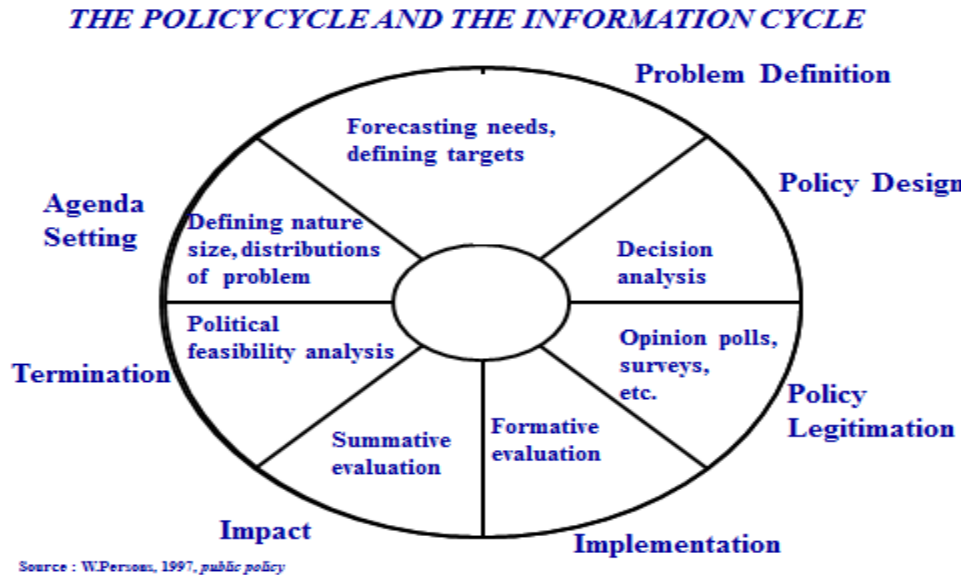 THE POLICY CYCLE AND THE INFORMATION CYCLE
Problem Definition
Forecasting needs,
defining targets
Policy Design
Agenda
Setting
Defining nature
size, distributions
of problem
Decision
analysis
Political
feasibility analysis
Opinion polls,
surveys,
etc.
Termination
Policy
Legitimation
Summative
evaluation
Formative
evaluation
Impact
Implementation
Source : W.Persons, 1997, public policy